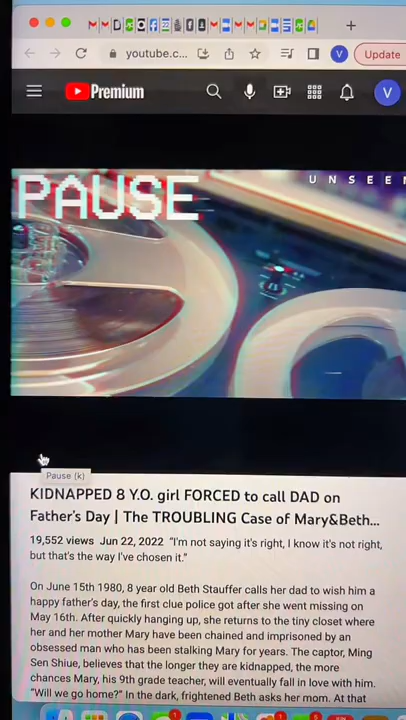 youtube.c...
Update
V
Premium
V
UNSEEN
PAUSE
Pause (k)
KIDNAPPED 8 Y.O. girl FORCED to call DAD on
Father's Day | The TROUBLING Case of Mary&Beth...
19,552 views Jun 22, 2022 "I'm not saying it's right, I know it's not right,
but that's the way I've chosen it."
On June 15th 1980, 8 year old Beth Stauffer calls her dad to wish him a
happy father's day, the first clue police got after she went missing on
May 16th. After quickly hanging up, she returns to the tiny closet where
her and her mother Mary have been chained and imprisoned by an
obsessed man who has been stalking Mary for years. The captor, Ming
Sen Shiue, believes that the longer they are kidnapped, the more
chances Mary, his 9th grade teacher, will eventually fall in love with him.
"Will we go home?" In the dark, frightened Beth asks her mom. At that